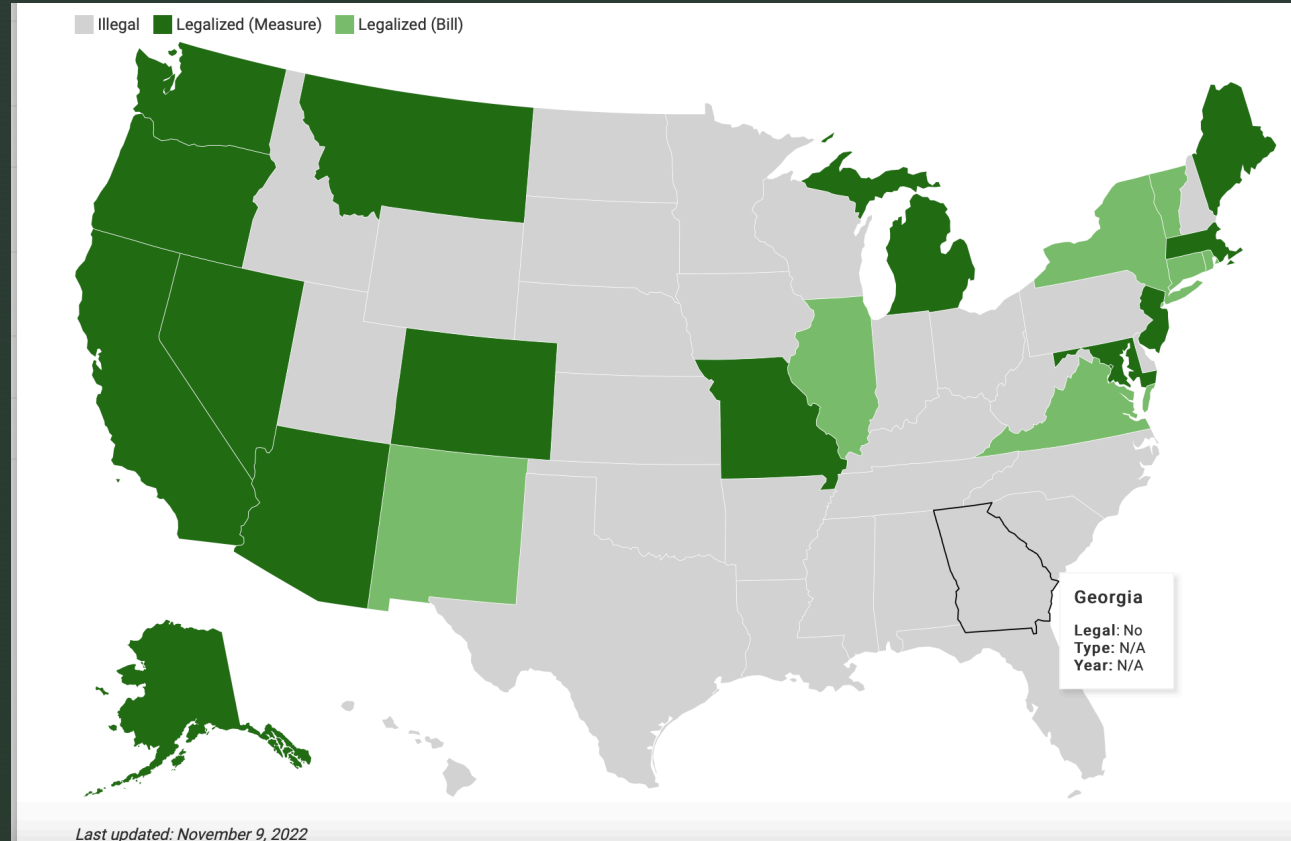 Illegal Legalized (Measure) Legalized (Bill)
Georgia
Legal: No
Type: N/A
Year: N/A
Last updated: November 9, 2022